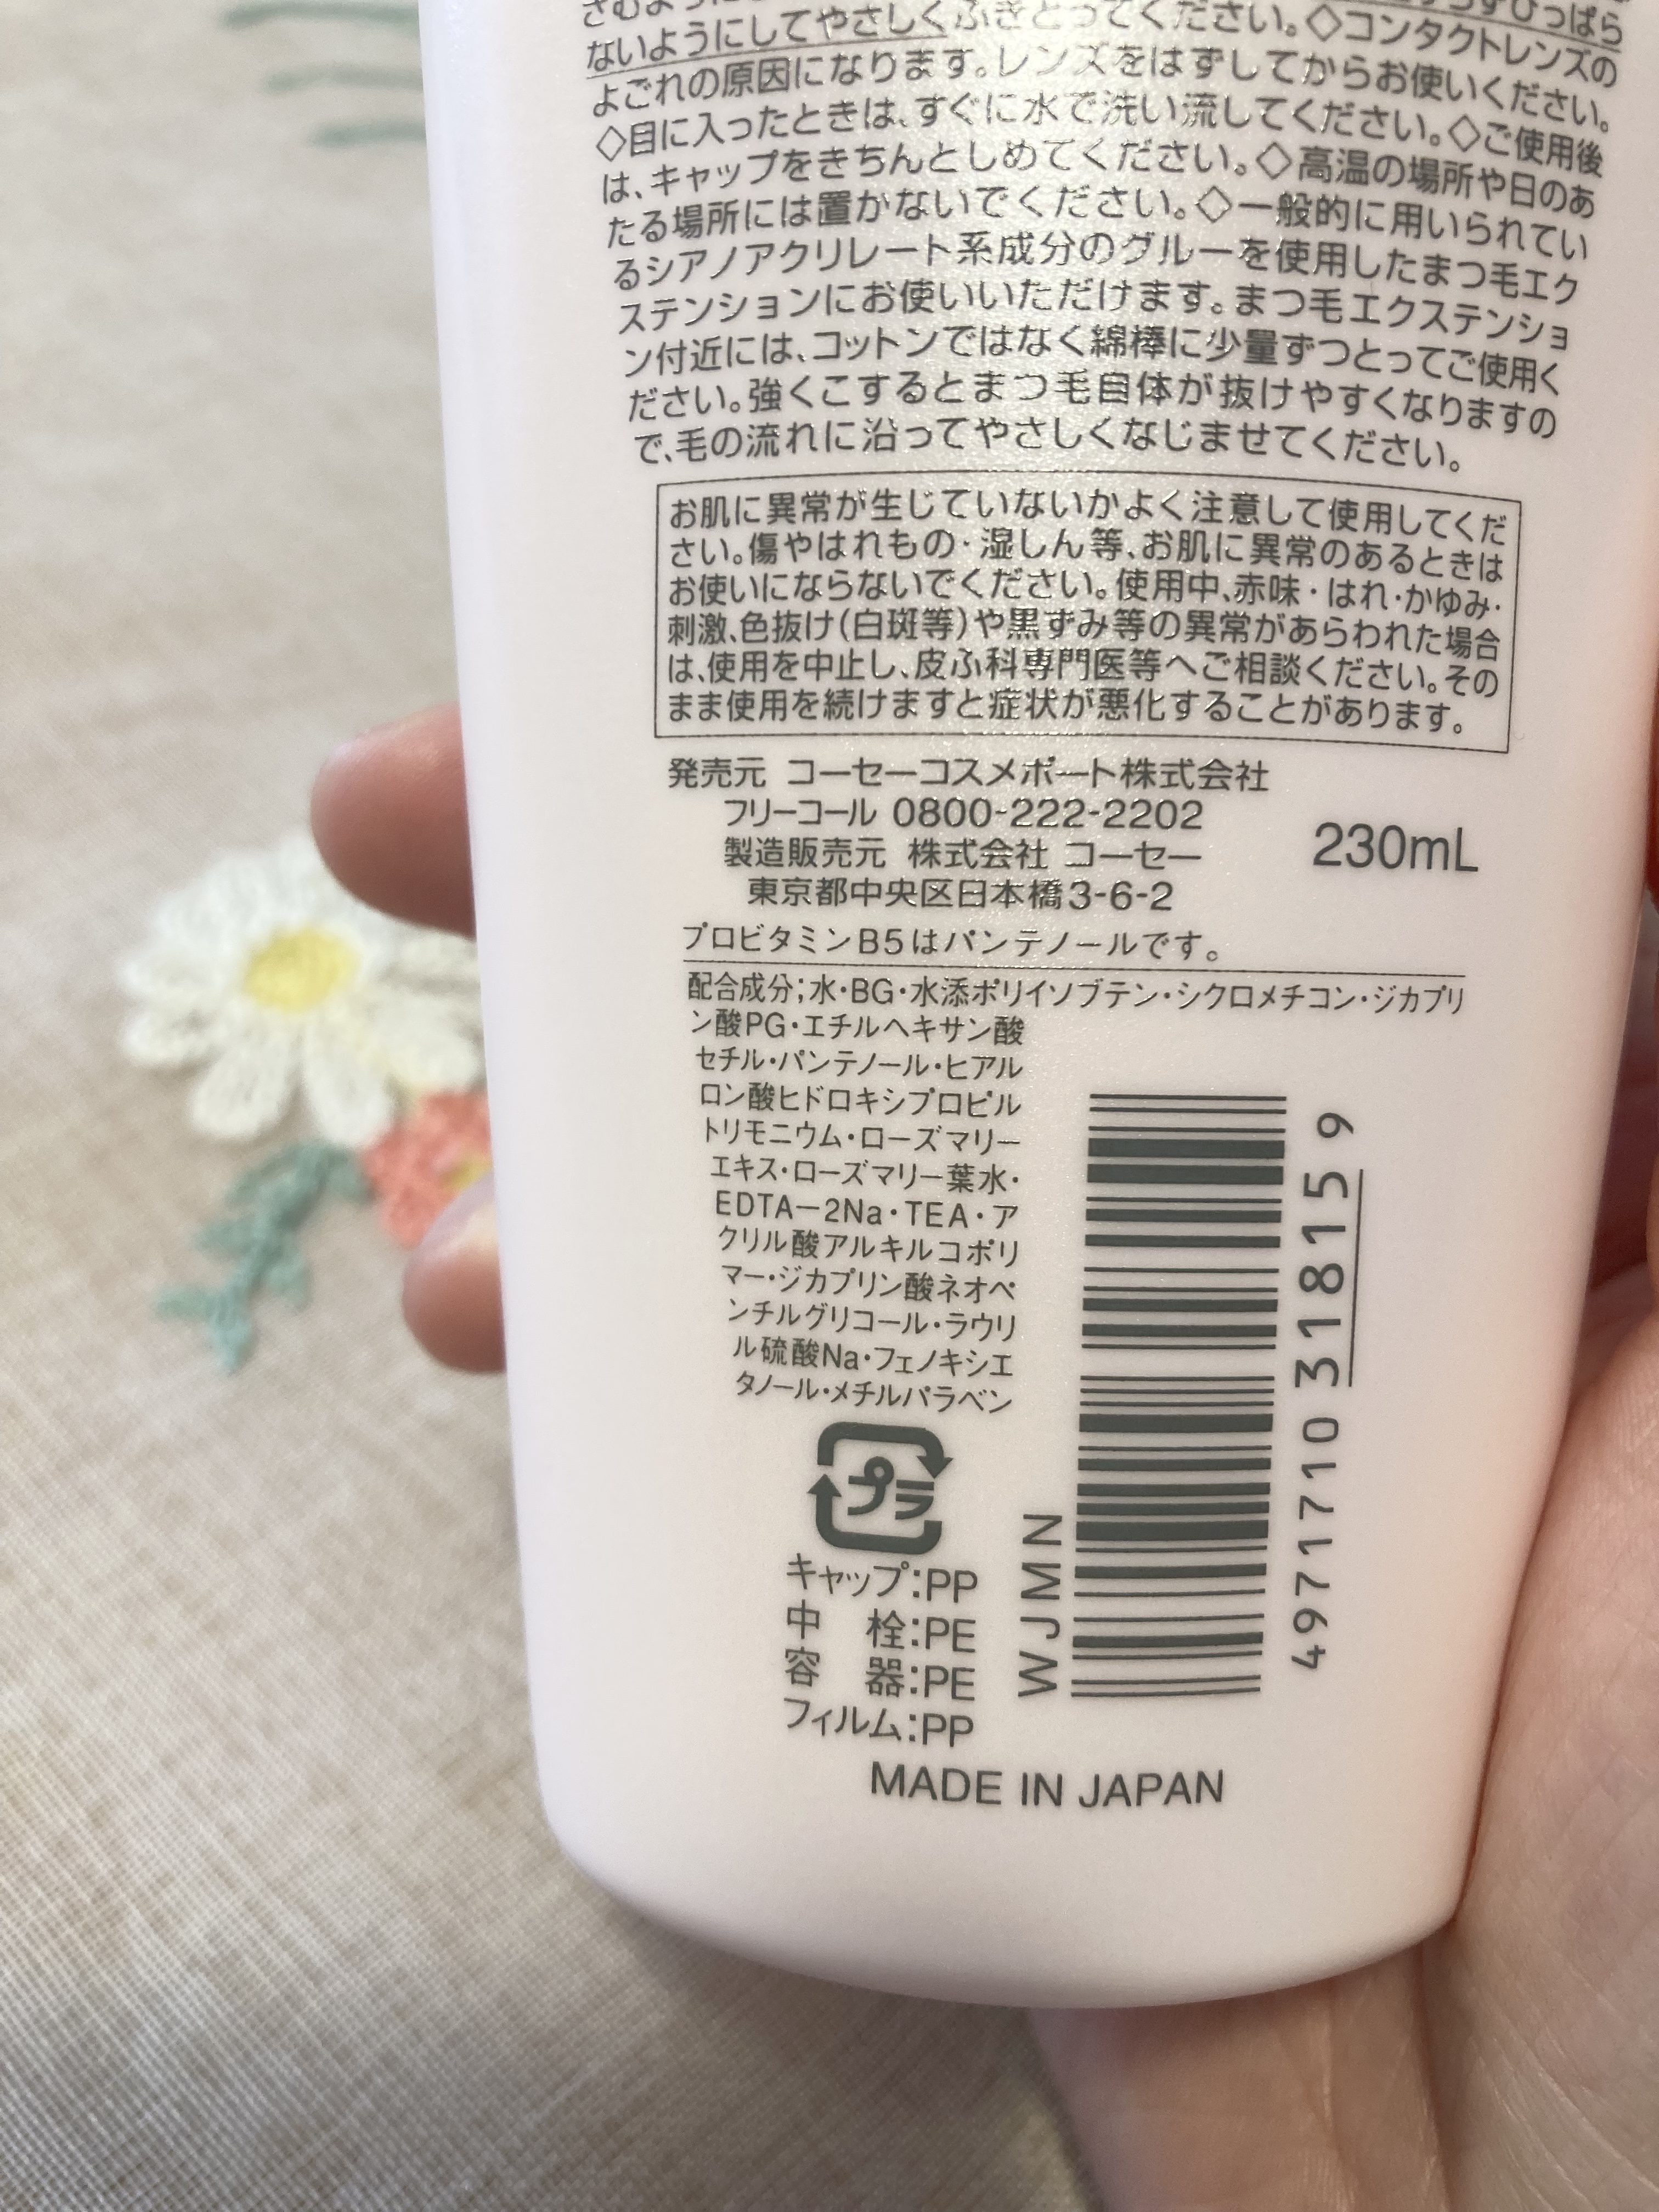 ないようにしてやさしくふきとってください。◇コンタクトレンズの
よごれの原因になります。レンズをはずしてからお使いください。
◇目に入ったときは、すぐに水で洗い流してください。◇ご使用後
は、キャップをきちんとしめてください。◇高温の場所や日のあ
たる場所には置かないでください。◇一般的に用いられてい
るシアノアクリレート系成分のグルーを使用したまつ毛エク
ステンションにお使いいただけます。まつ毛エクステンショ
ン付近には、コットンではなく綿棒に少量ずつとってご使用く
ださい。強くこするとまつ毛自体が抜けやすくなりますの
で、毛の流れに沿ってやさしくなじませてください。
お肌に異常が生じていないかよく注意して使用してくだ
さい。傷やはれもの・湿しん等、お肌に異常のあるときは
お使いにならないでください。使用中、赤味・はれ・かゆみ・
刺激、色抜け(白斑等)や黒ずみ等の異常があらわれた場合
は、使用を中止し、皮ふ科専門医等へご相談ください。その
まま使用を続けますと症状が悪化することがあります。
発売元 コーセーコスメポート株式会社
フリーコール 0800-222-2202
製造販売元 株式会社 コーセー
東京都中央区日本橋3-6-2
230mL
プロビタミンB5はパンテノールです。
配合成分;水・BG・水添ポリイソブテン・シクロメチコン・ジカプリ
ン酸PG・エチルヘキサン酸
セチル・パンテノール・ヒアル
ロン酸ヒドロキシプロピル
トリモニウム・ローズマリー
エキス・ローズマリー葉水・
EDTA-2Na・TEA・ア
クリル酸アルキルコポリ
マー・ジカプリン酸ネオペ
ンチルグリコール・ラウリ
ル硫酸Na・フェノキシエ
タノール・メチルパラベン
プラ
キャップ:PP
中 栓:PE
容 器:PE
フィルム:PP
WJMN
4971710 318159
MADE IN JAPAN